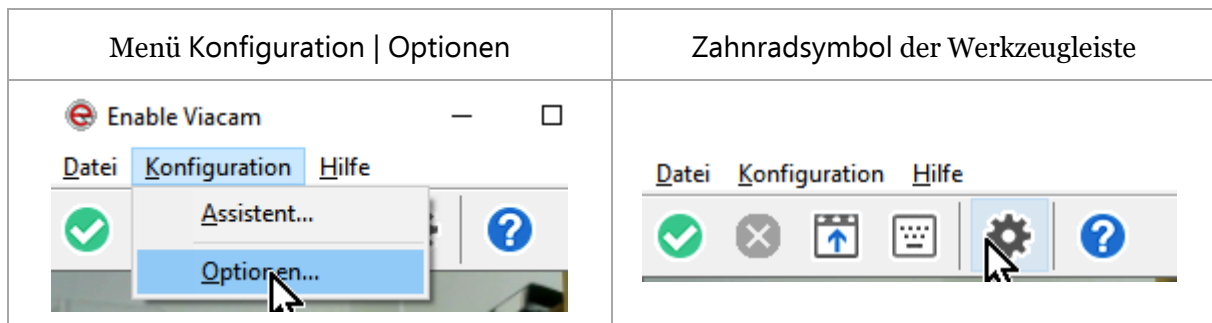 Menü Konfiguration | Optionen
Zahnradsymbol der Werkzeugleiste
Enable Viacam
Datei Konfiguration Hilfe
Assistent...
Optionen...
Datei Konfiguration Hilfe